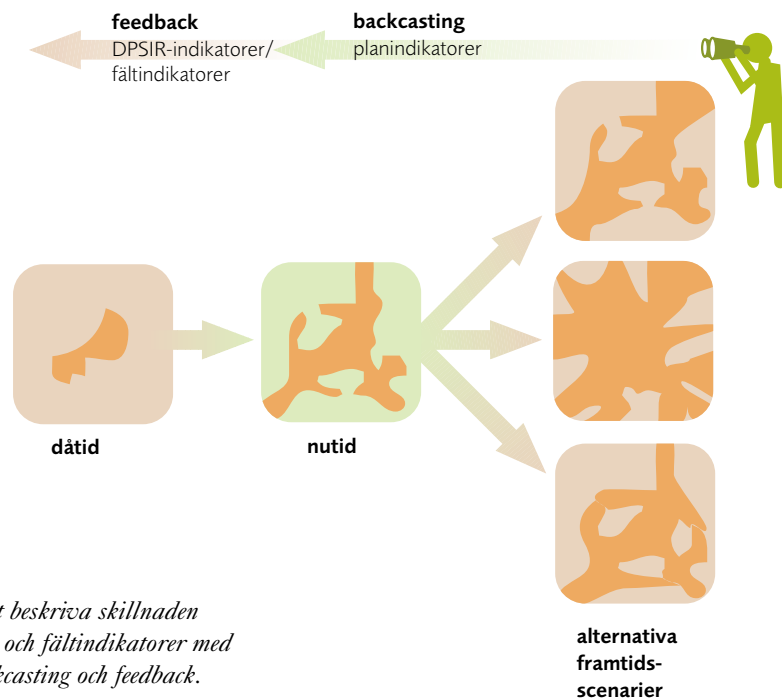 feedback
DPSIR-indikatorer/
fältindikatorer
backcasting
planindikatorer
dåtid
nutid
alternativa
framtids-
scenarier
t beskriva skillnaden
och fältindikatorer med
kcasting och feedback.